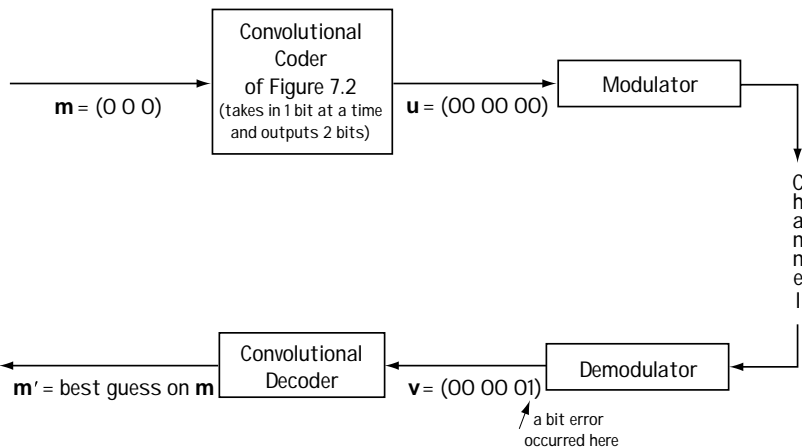 Convolutional
Coder
of Figure 7.2
(takes in 1 bit at a time
and outputs 2 bits)
m = (0 0 0)
u = (00 00 00)
Modulator
Channel
Demodulator
v = (00 00 01)
a bit error
occurred here
Convolutional
Decoder
m′ = best guess on m